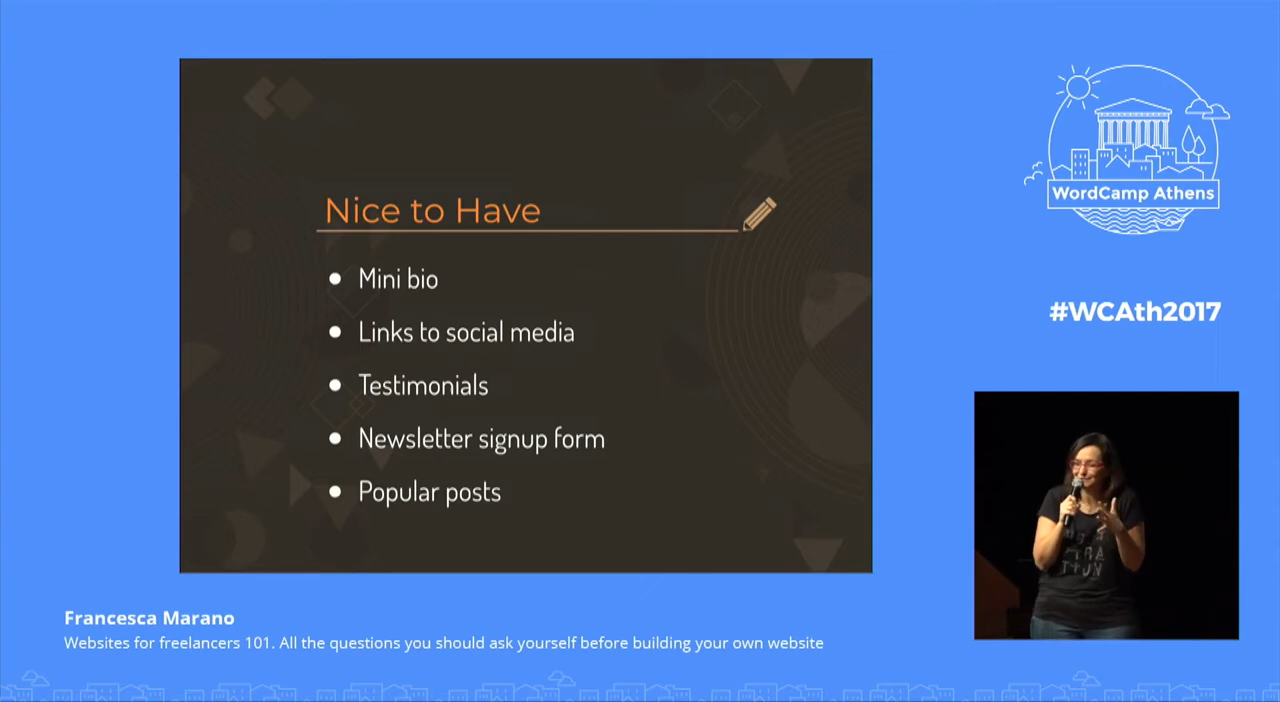 Nice to Have
Mini bio
Links to social media
Testimonials
Newsletter signup form
Popular posts
WordCamp Athens
#WCAth2017
Francesca Marano
Websites for freelancers 101. All the questions you should ask yourself before building your own website